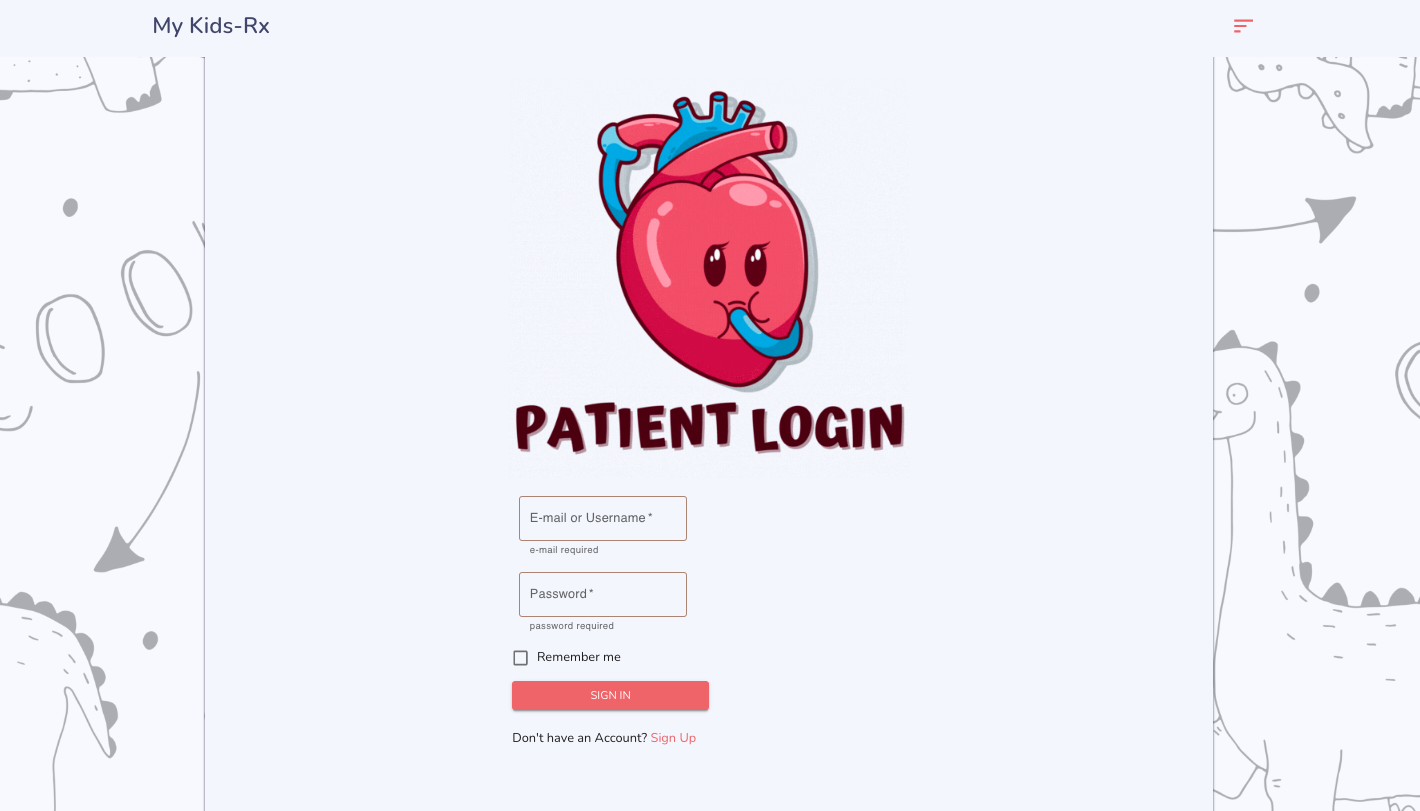 My Kids-Rx
PATIENT LOGIN
E-mail or Username *
e-mail required
Password *
password required
Remember me
SIGN IN
Don't have an Account? Sign Up